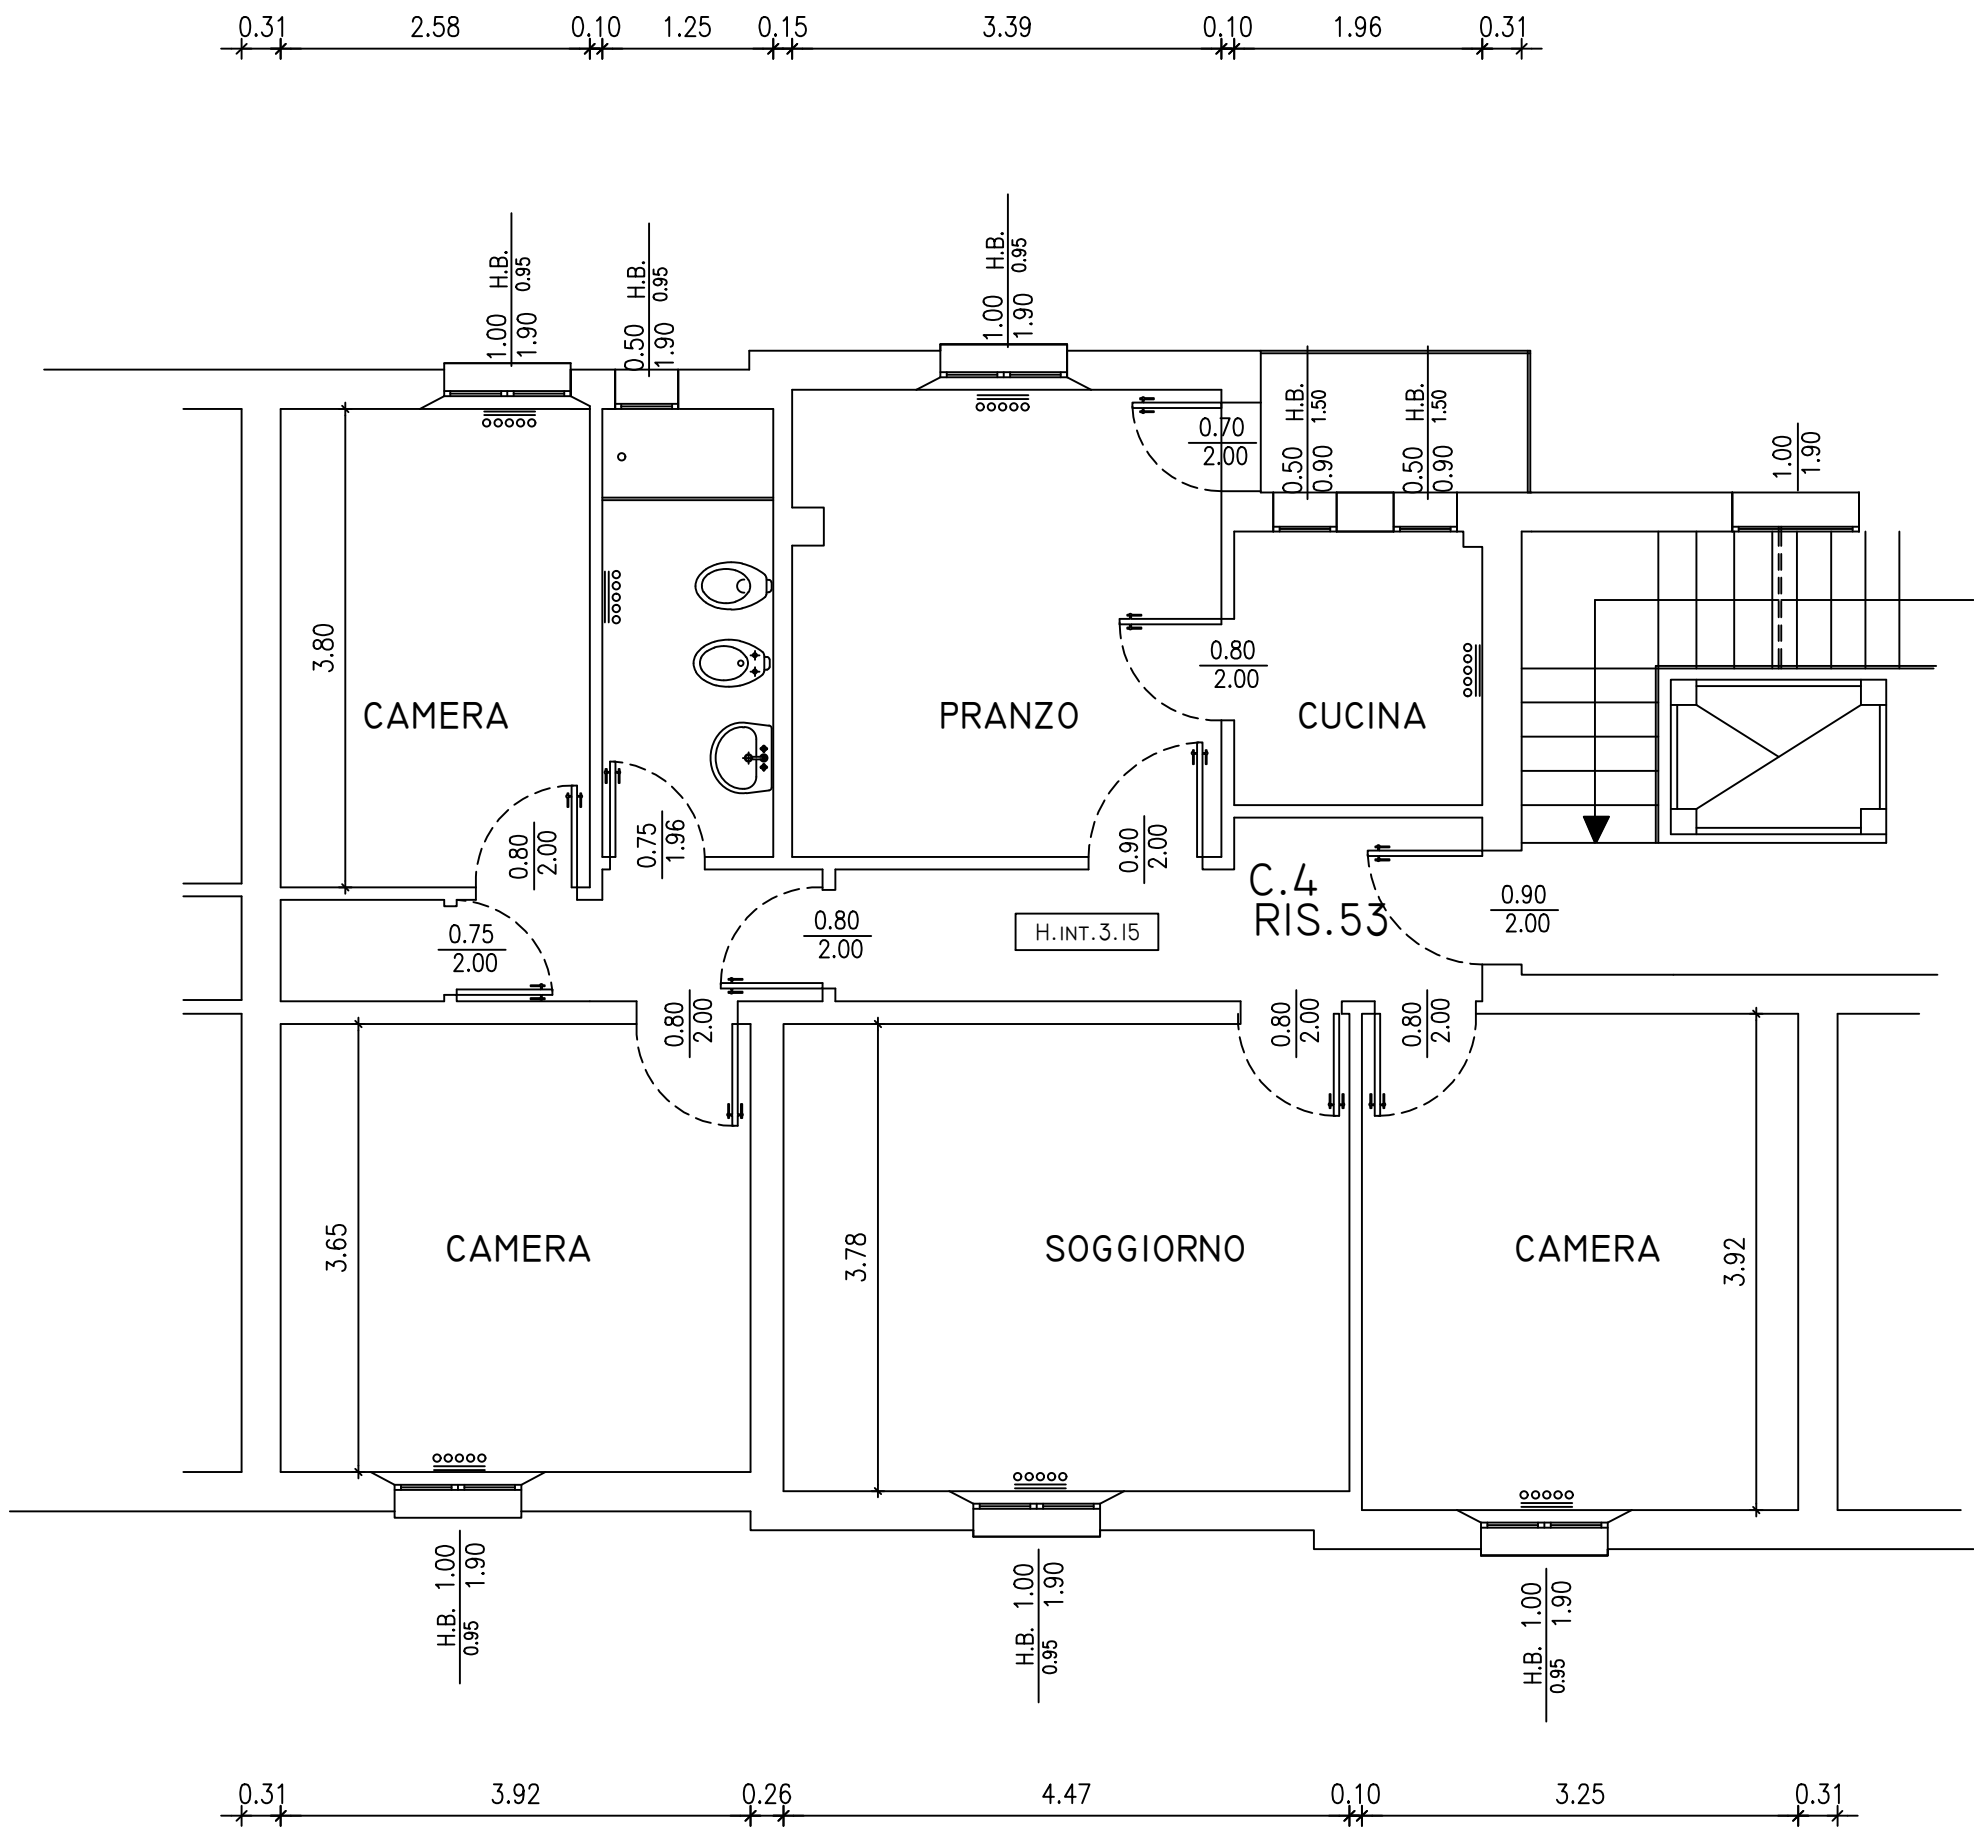 0.31 2.58 0.10 1.25 0.15 3.39 0.10 1.96 0.31
1.00 H.B.
1.90 0.95
0.50 H.B.
1.90 0.95
1.00 H.B.
1.90 0.95
0.50 H.B.
0.90 1.50
0.50 H.B.
0.90 1.50
1.00
1.90
0.70
2.00
3.80
0.80
2.00
CAMERA
PRANZO
CUCINA
0.80
2.00
0.75
1.96
0.90
2.00
C.4
RIS.53
0.90
2.00
0.75
2.00
0.80
2.00
H.INT.3.15
0.80
2.00
0.80
2.00
0.80
2.00
3.65
CAMERA
3.78
SOGGIORNO
CAMERA
3.92
H.B. 1.00
0.95 1.90
H.B. 1.00
0.95 1.90
H.B. 1.00
0.95 1.90
0.31 3.92 0.26 4.47 0.10 3.25 0.31